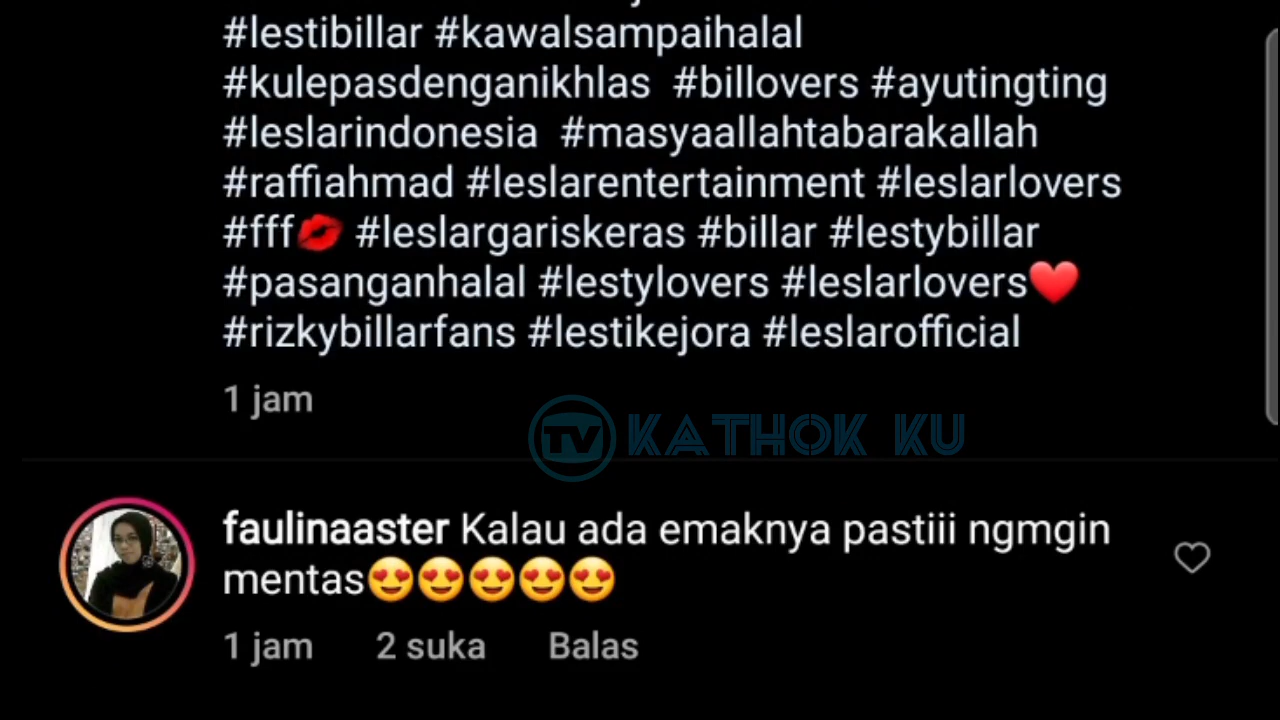 #lestibillar #kawalsampaihalal
#kulepasdenganikhlas #billovers #ayutingting
#leslarindonesia #masyaallahtabarakallah
#raffiahmad #leslarentertainment #leslarlovers
#fff💋 #leslargariskeras #billar #lestybillar
#pasanganhalal #lestylovers #leslarlovers❤️
#rizkybillarfans #lestikejora #leslarofficial
1 jam
TV KATHOK KU
faulinaaster Kalau ada emaknya pastiii ngmgin
mentas😍😍😍😍😍
1 jam 2 suka Balas